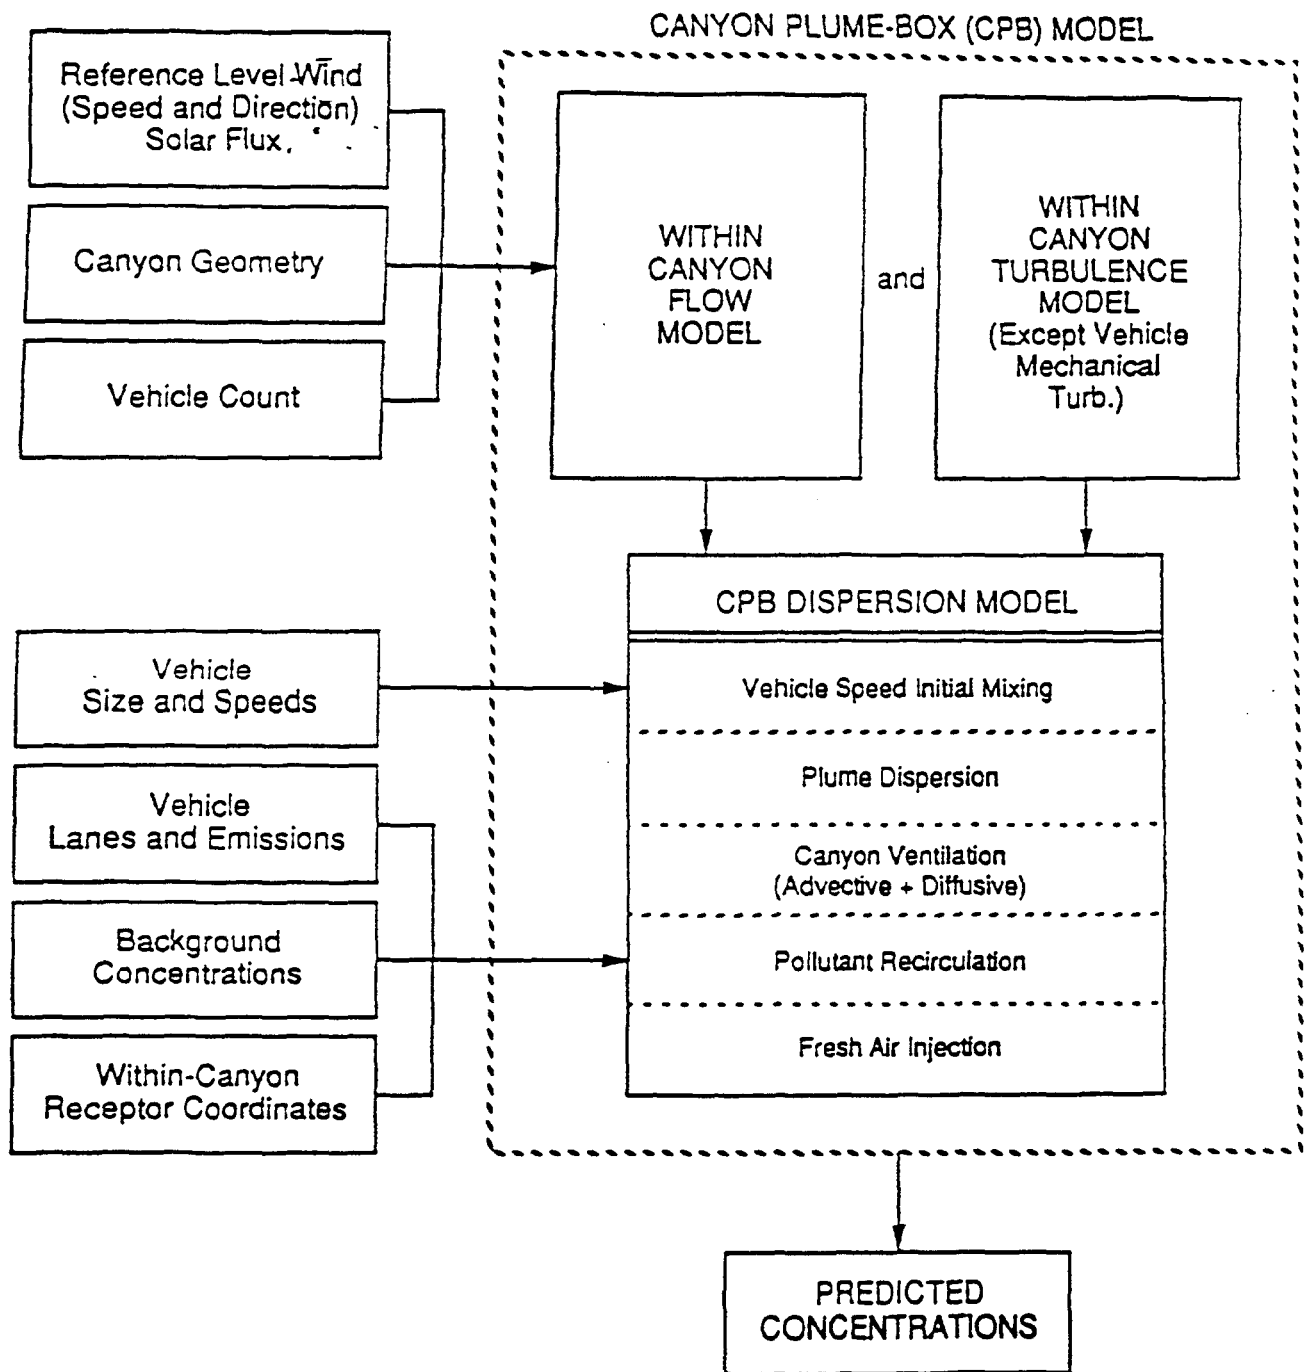 CANYON PLUME-BOX (CPB) MODEL
Reference Level Wind
(Speed and Direction)
Solar Flux,
Canyon Geometry
Vehicle Count
WITHIN
CANYON
FLOW
MODEL
and
WITHIN
CANYON
TURBULENCE
MODEL
(Except Vehicle
Mechanical
Turb.)
CPB DISPERSION MODEL
Vehicle
Size and Speeds
Vehicle Speed Initial Mixing
Vehicle
Lanes and Emissions
Plume Dispersion
Canyon Ventilation
(Advective + Diffusive)
Background
Concentrations
Pollutant Recirculation
Within-Canyon
Receptor Coordinates
Fresh Air Injection
PREDICTED
CONCENTRATIONS